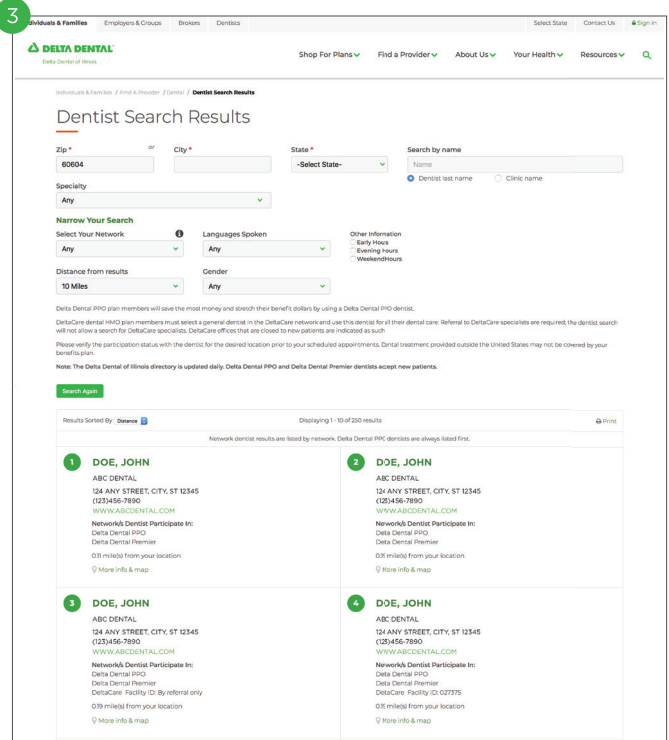 3
dividuals & Families Employers & Groups Brokers Dentists Select State Contact Us Sign in
DELTA DENTAL
Delta Dental of Illinois
Shop For Plans Find a Provider About Us Your Health Resources
Individuals & Families / Find A Provider / Dental / Dentist Search Results
Dentist Search Results
Zip * or City * State * Search by name
60604 -Select State- Name
Dentist last name Clinic name
Specialty
Any
Narrow Your Search
Select Your Network Languages Spoken Other Information
Any Any Early Hous
Evening Hours
WeekendHours
Distance from results Gender
10 Miles Any
Delta Dental PPO plan members will save the most money and stretch their benefit dollars by using a Delta Dental PPO dentist.
DeltaCare dental HMO plan members must select a general dentist in the DeltaCare network and use this dentist for all their dental care. Referral to DeltaCare specialists are required; the dentist search
will not allow a search for DeltaCare specialists. DeltaCare offices that are closed to new patients are indicated as such
Please verify the participation status with the dentist for the desired location prior to your scheduled appointments. Dental treatment provided outside the United States may not be covered by your
benefits plan.
Note: The Delta Dental of Illinois directory is updated daily. Delta Dental PPO and Delta Dental Premier dentists accept new patients.
Search Again
Results Sorted By Distance Displaying 1 - 10 of 250 results Print
Network dentist results are listed by network. Delta Dental PPO dentists are always listed first.
1 DOE, JOHN
ABC DENTAL
124 ANY STREET, CITY, ST 12345
(123)456-7890
WWW.ABCDENTAL.COM
Network/s Dentist Participate In:
Delta Dental PPO
Delta Dental Premier
0.11 mile(s) from your location
More info & map
2 DOE, JOHN
ABC DENTAL
124 ANY STREET, CITY, ST 12345
(123)456-7890
WWW.ABCDENTAL.COM
Nework/s Dentist Participate In:
Delta Dental PPO
Delta Dental Premier
mile(s) from your location
More info & map
3 DOE, JOHN
ABC DENTAL
124 ANY STREET, CITY, ST 12345
(123)456-7890
WWW.ABCDENTAL.COM
Network/s Dentist Participate In:
Delta Dental PPO
Delta Dental Premier
DeltaCare Facility ID: By referral only
0.19 mile(s) from your location
More info & map
4 DOE, JOHN
ABC DENTAL
124 ANY STREET, CITY, ST 12345
(123)456-7890
WWW.ABCDENTAL.COM
Nework/s Dentist Participate In:
Delta Dental PPO
Delta Dental Premier
DeltaCare Facility ID: 027375
mile(s) from your location
More info & map